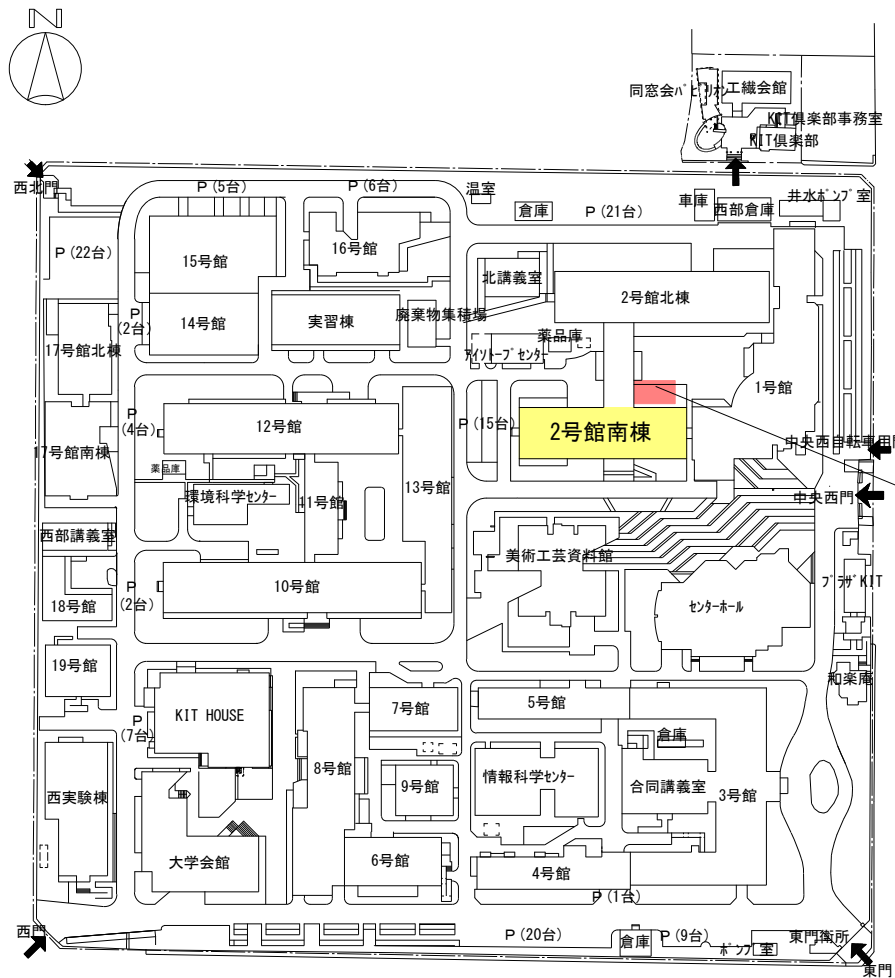 N
同窓会パビリオン
工繊会館
KIT倶楽部事務室
KIT倶楽部
西北門
P (5台)
P (6台)
温室
倉庫
P (21台)
車庫
西部倉庫
井水ポンプ室
P (22台)
15号館
16号館
北講義室
2号館北棟
P
(2台)
14号館
実習棟
廃棄物集積場
薬品庫
アイソトープセンター
17号館北棟
1号館
P
(4台)
12号館
P (15台)
2号館南棟
中央西自転車用門
17号館南棟
薬品庫
環境科学センター
11号館
13号館
中央西門
西部講義室
美術工芸資料館
P
(2台)
10号館
プラザKIT
18号館
センターホール
19号館
和楽庵
KIT HOUSE
7号館
5号館
P
(7台)
倉庫
8号館
西実験棟
9号館
情報科学センター
合同講義室
3号館
大学会館
6号館
4号館
P (1台)
西門
P (20台)
倉庫
P (9台)
ポンプ室
東門衛所
東門